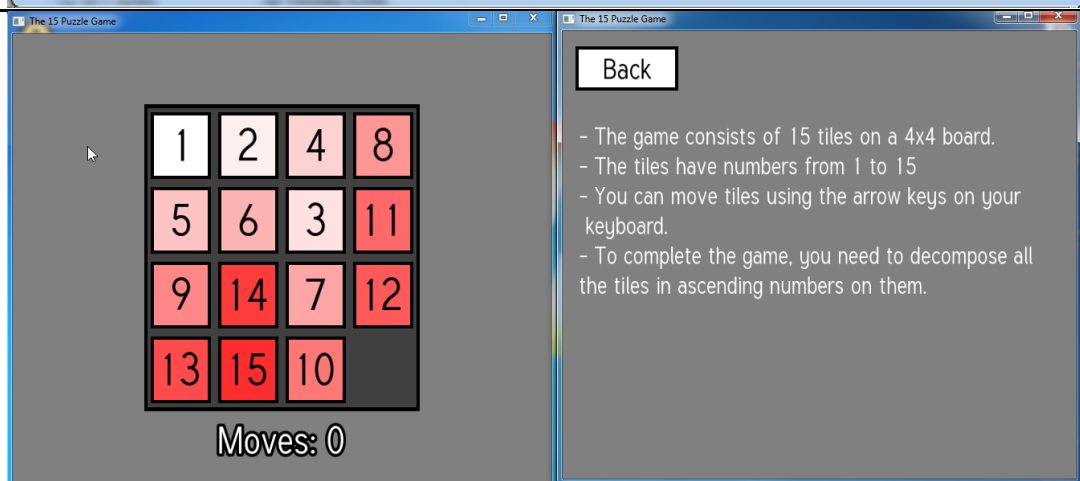 The 15 Puzzle Game
1 2 4 8
5 6 3 11
9 14 7 12
13 15 10
Moves: 0
The 15 Puzzle Game
Back
- The game consists of 15 tiles on a 4x4 board.
- The tiles have numbers from 1 to 15
- You can move tiles using the arrow keys on your
keyboard.
- To complete the game, you need to decompose all
the tiles in ascending numbers on them.